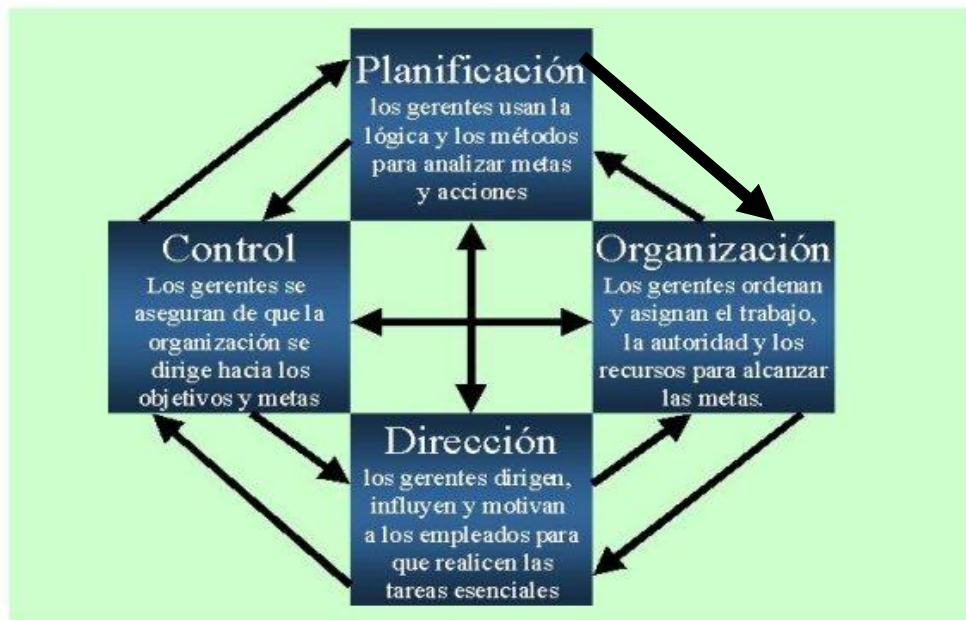 Planificación
los gerentes usan la
lógica y los métodos
para analizar metas
y acciones
Control
Los gerentes se
aseguran de que la
organización se
dirige hacia los
objetivos y metas
Organización
Los gerentes ordenan
y asignan el trabajo,
la autoridad y los
recursos para alcanzar
las metas.
Dirección
los gerentes dirigen,
influyen y motivan
a los empleados para
que realicen las
tareas esenciales